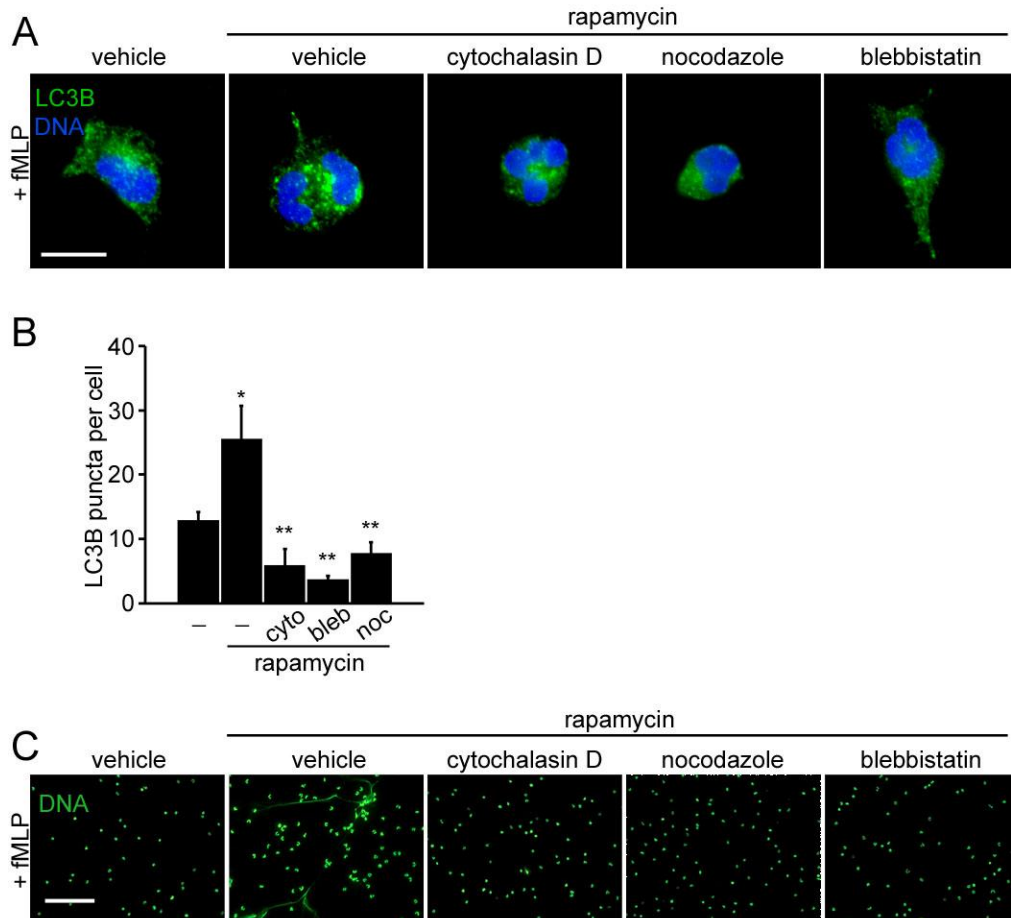 A
rapamycin
vehicle vehicle cytochalasin D nocodazole blebbistatin
LC3B
DNA
+ fMLP
B
LC3B puncta per cell
40
30
20
10
0
*
**
**
**
– – cyto bleb noc
rapamycin
C
rapamycin
vehicle vehicle cytochalasin D nocodazole blebbistatin
DNA
+ fMLP